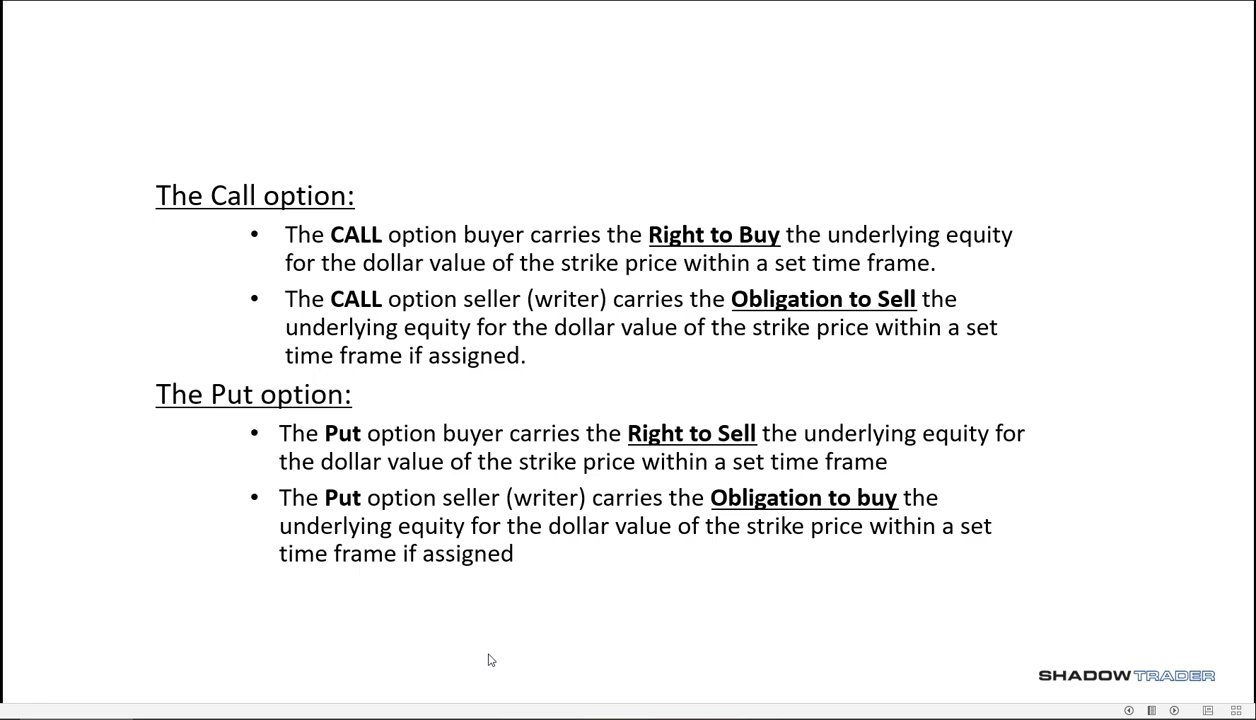 The Call option:
• The CALL option buyer carries the Right to Buy the underlying equity
for the dollar value of the strike price within a set time frame.
• The CALL option seller (writer) carries the Obligation to Sell the
underlying equity for the dollar value of the strike price within a set
time frame if assigned.
The Put option:
• The Put option buyer carries the Right to Sell the underlying equity for
the dollar value of the strike price within a set time frame
• The Put option seller (writer) carries the Obligation to buy the
underlying equity for the dollar value of the strike price within a set
time frame if assigned
SHADOWTRADER